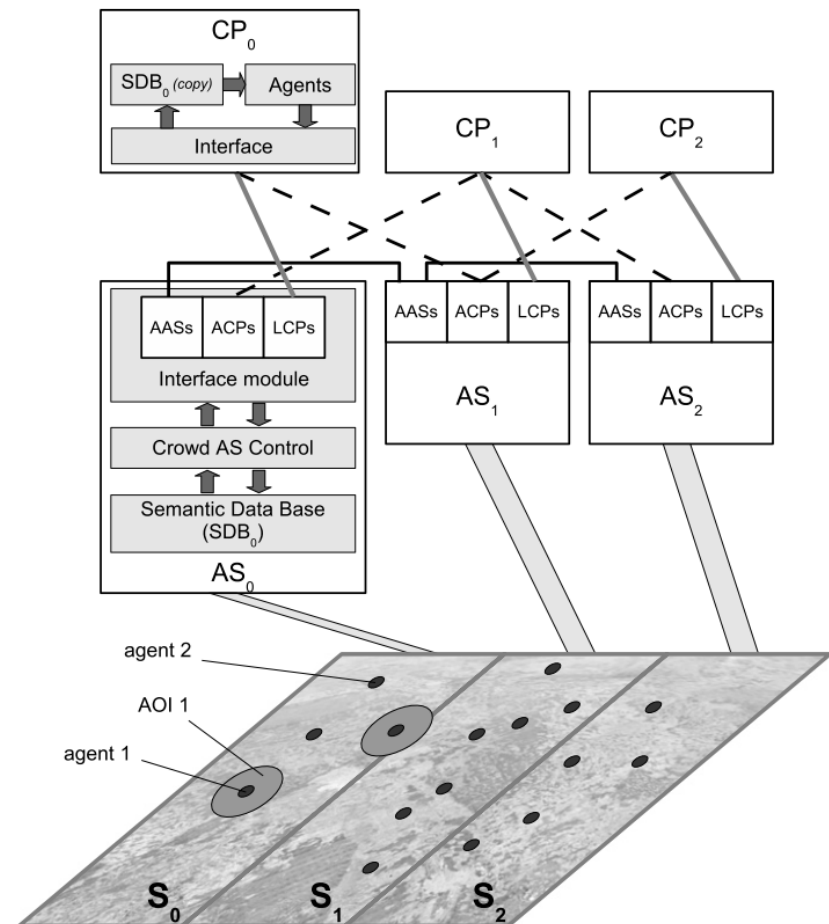 CP₀
SDB₀ (copy)
Agents
Interface
CP₁
CP₂
AASs ACPs LCPs
Interface module
Crowd AS Control
Semantic Data Base
(SDB₀)
AS₀
AASs ACPs LCPs
AS₁
AASs ACPs LCPs
AS₂
agent 2
AOI 1
agent 1
S₀ S₁ S₂